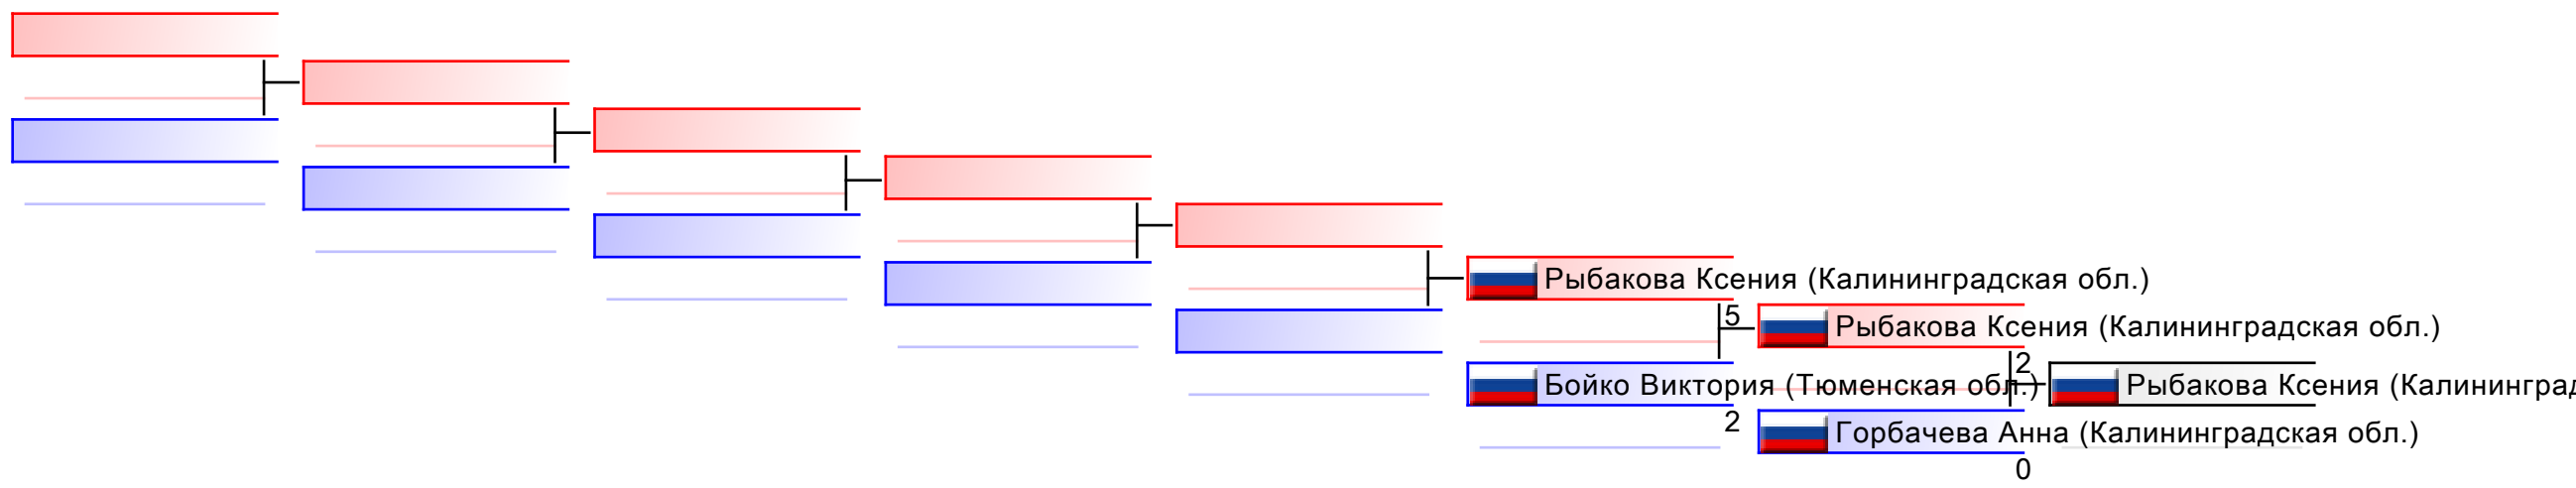 Рыбакова Ксения (Калининградская обл.)
5
Рыбакова Ксения (Калининградская обл.)
2
Бойко Виктория (Тюменская обл.)
Рыбакова Ксения (Калининград
2
Горбачева Анна (Калининградская обл.)
0